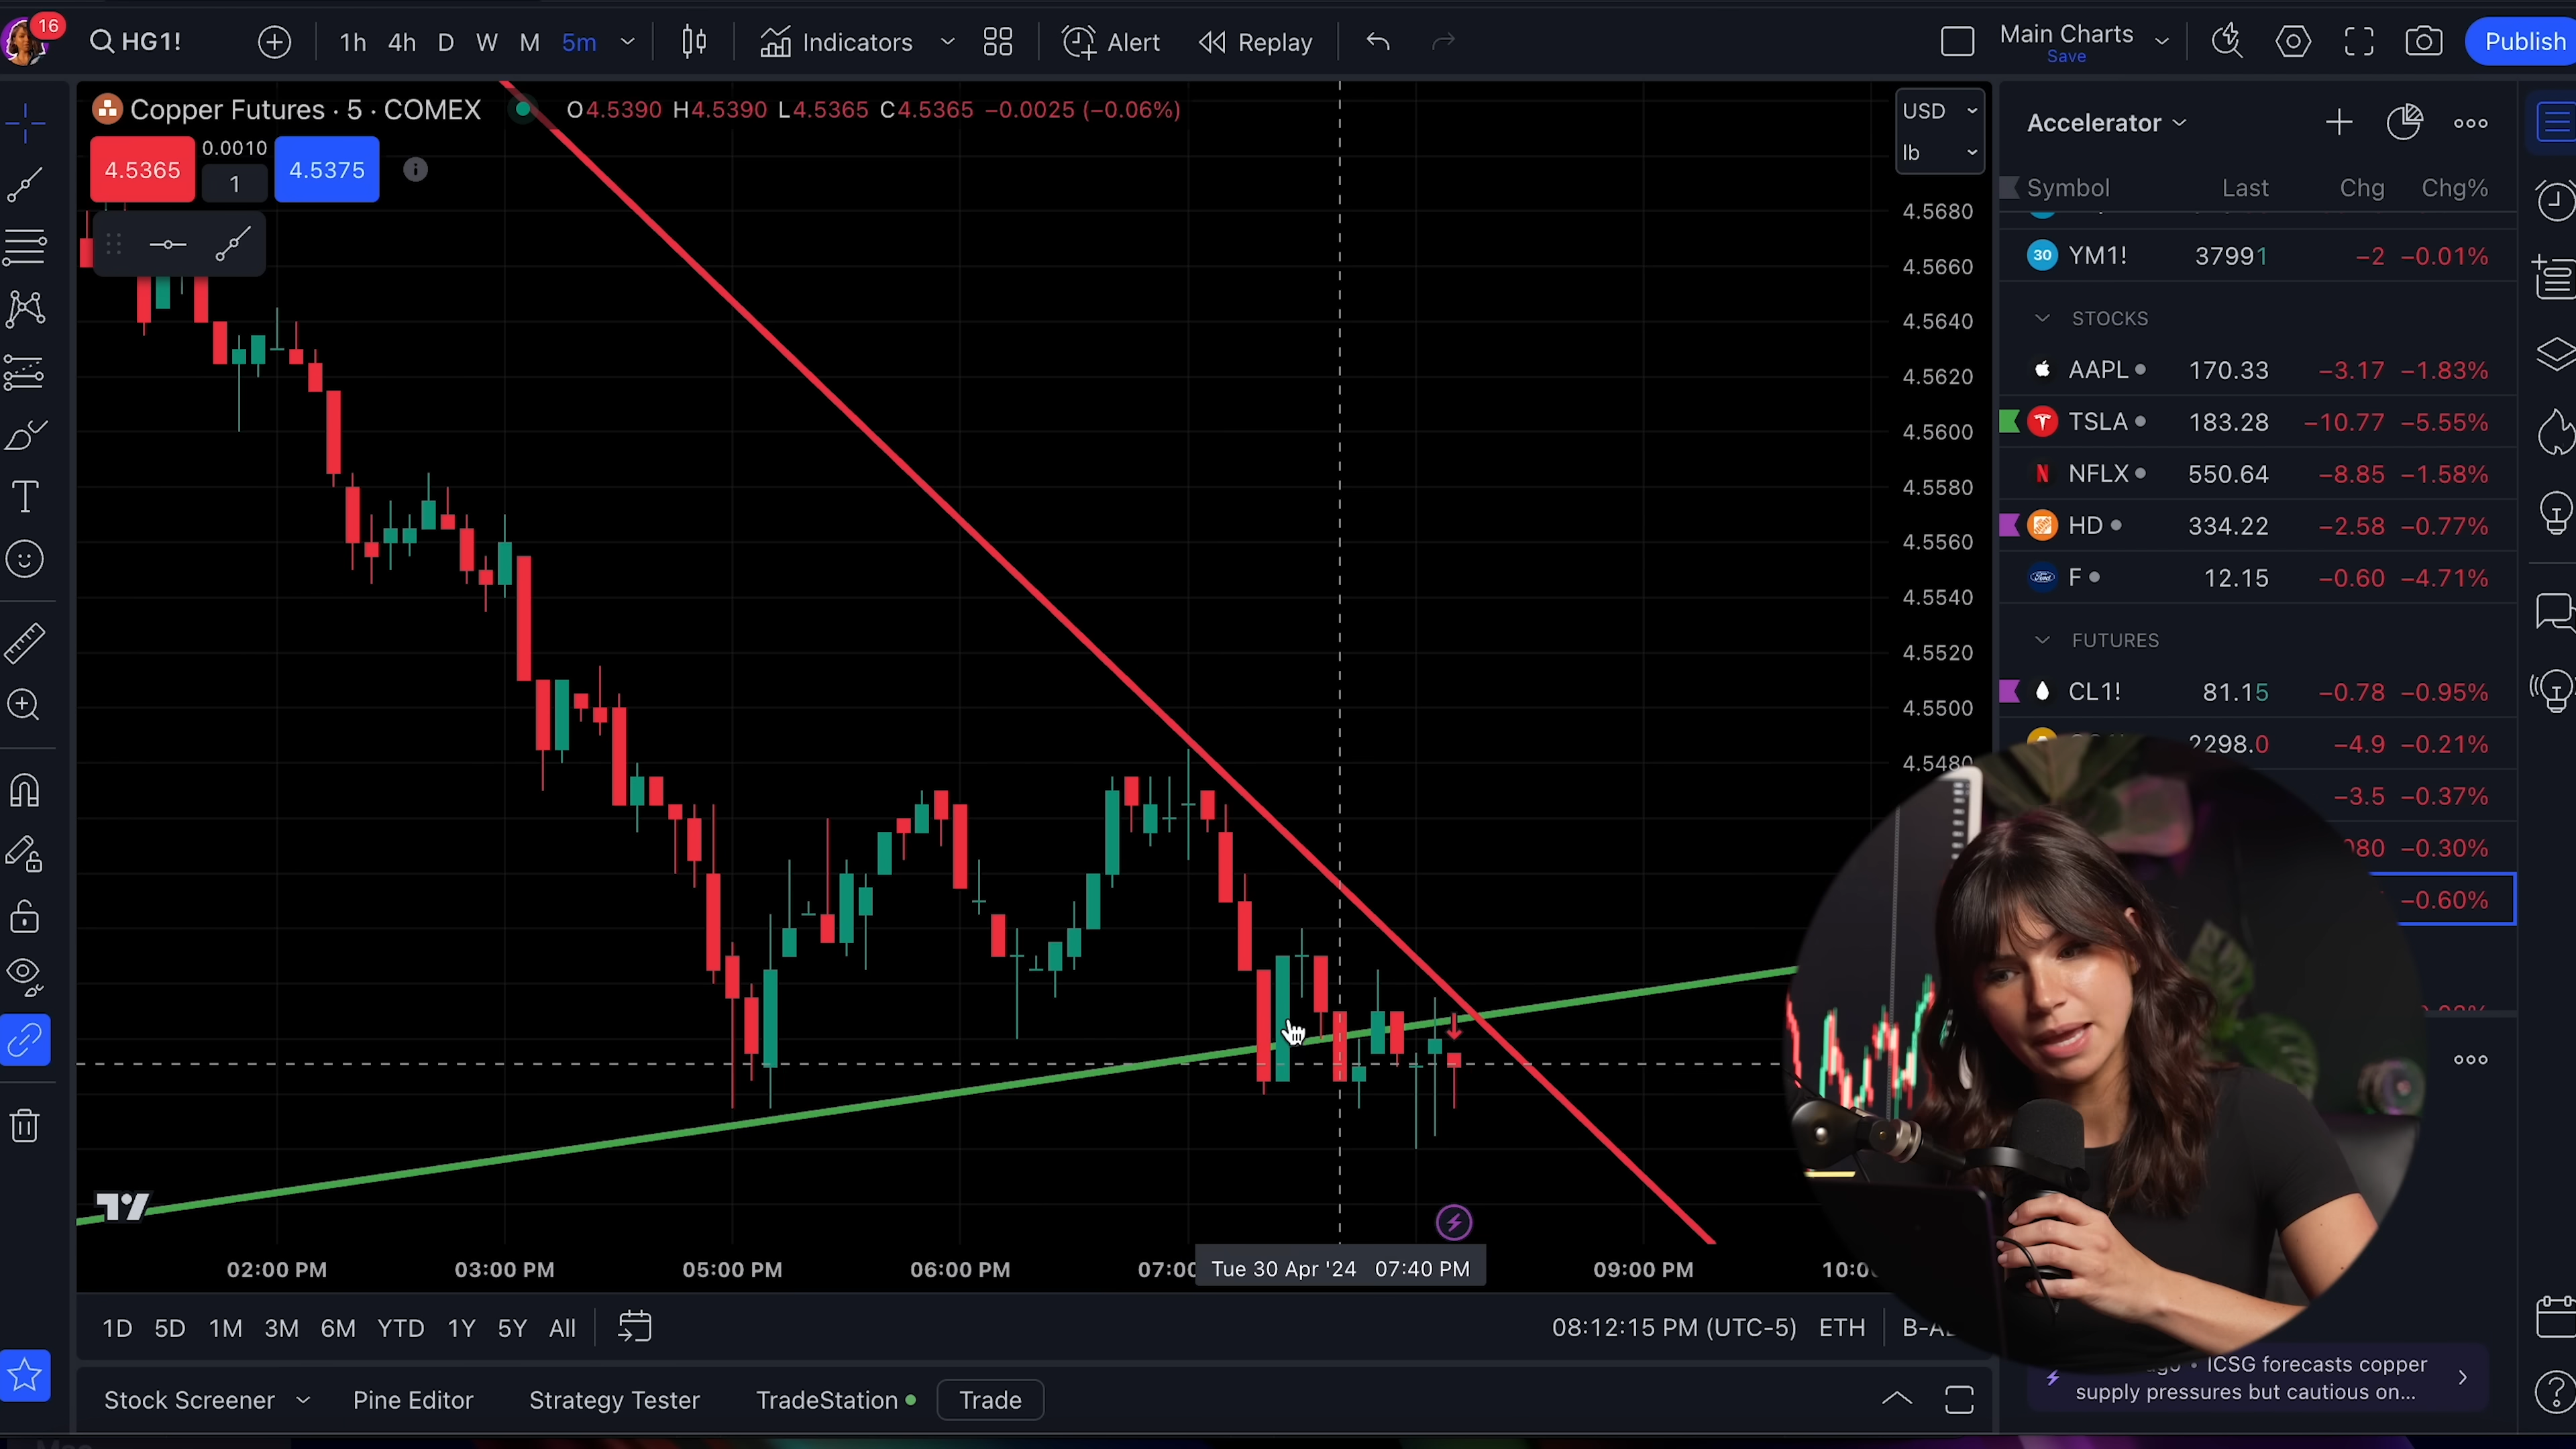 16
HG1!
1h 4h D W M 5m
Indicators
Alert
Replay
Main Charts
Save
Publish
Copper Futures · 5 · COMEX
O4.5390 H4.5390 L4.5365 C4.5365 −0.0025 (−0.06%)
4.5365
0.0010
1
4.5375
USD
lb
4.5680
4.5660
4.5640
4.5620
4.5600
4.5580
4.5560
4.5540
4.5520
4.5500
4.5480
02:00 PM 03:00 PM 05:00 PM 06:00 PM
Tue 30 Apr '24 07:40 PM
09:00 PM
1D 5D 1M 3M 6M YTD 1Y 5Y All
08:12:15 PM (UTC-5) ETH
Stock Screener
Pine Editor
Strategy Tester
TradeStation
Trade
Accelerator
Symbol Last Chg Chg%
30 YM1! 37991 −2 −0.01%
STOCKS
AAPL 170.33 −3.17 −1.83%
TSLA 183.28 −10.77 −5.55%
NFLX 550.64 −8.85 −1.58%
HD 334.22 −2.58 −0.77%
F 12.15 −0.60 −4.71%
FUTURES
CL1! 81.15 −0.78 −0.95%
2298.0 −4.9 −0.21%
−3.5 −0.37%
−0.30%
−0.60%
• ICSG forecasts copper
supply pressures but cautious on...